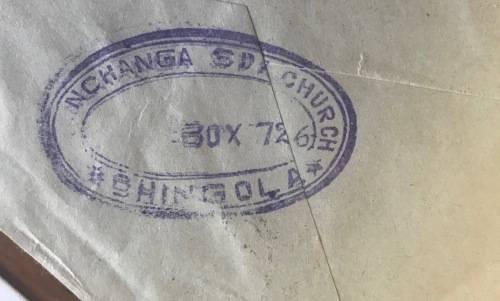 NCHANGA SDA CHURCH
BOX 726
*CHINGOLA*